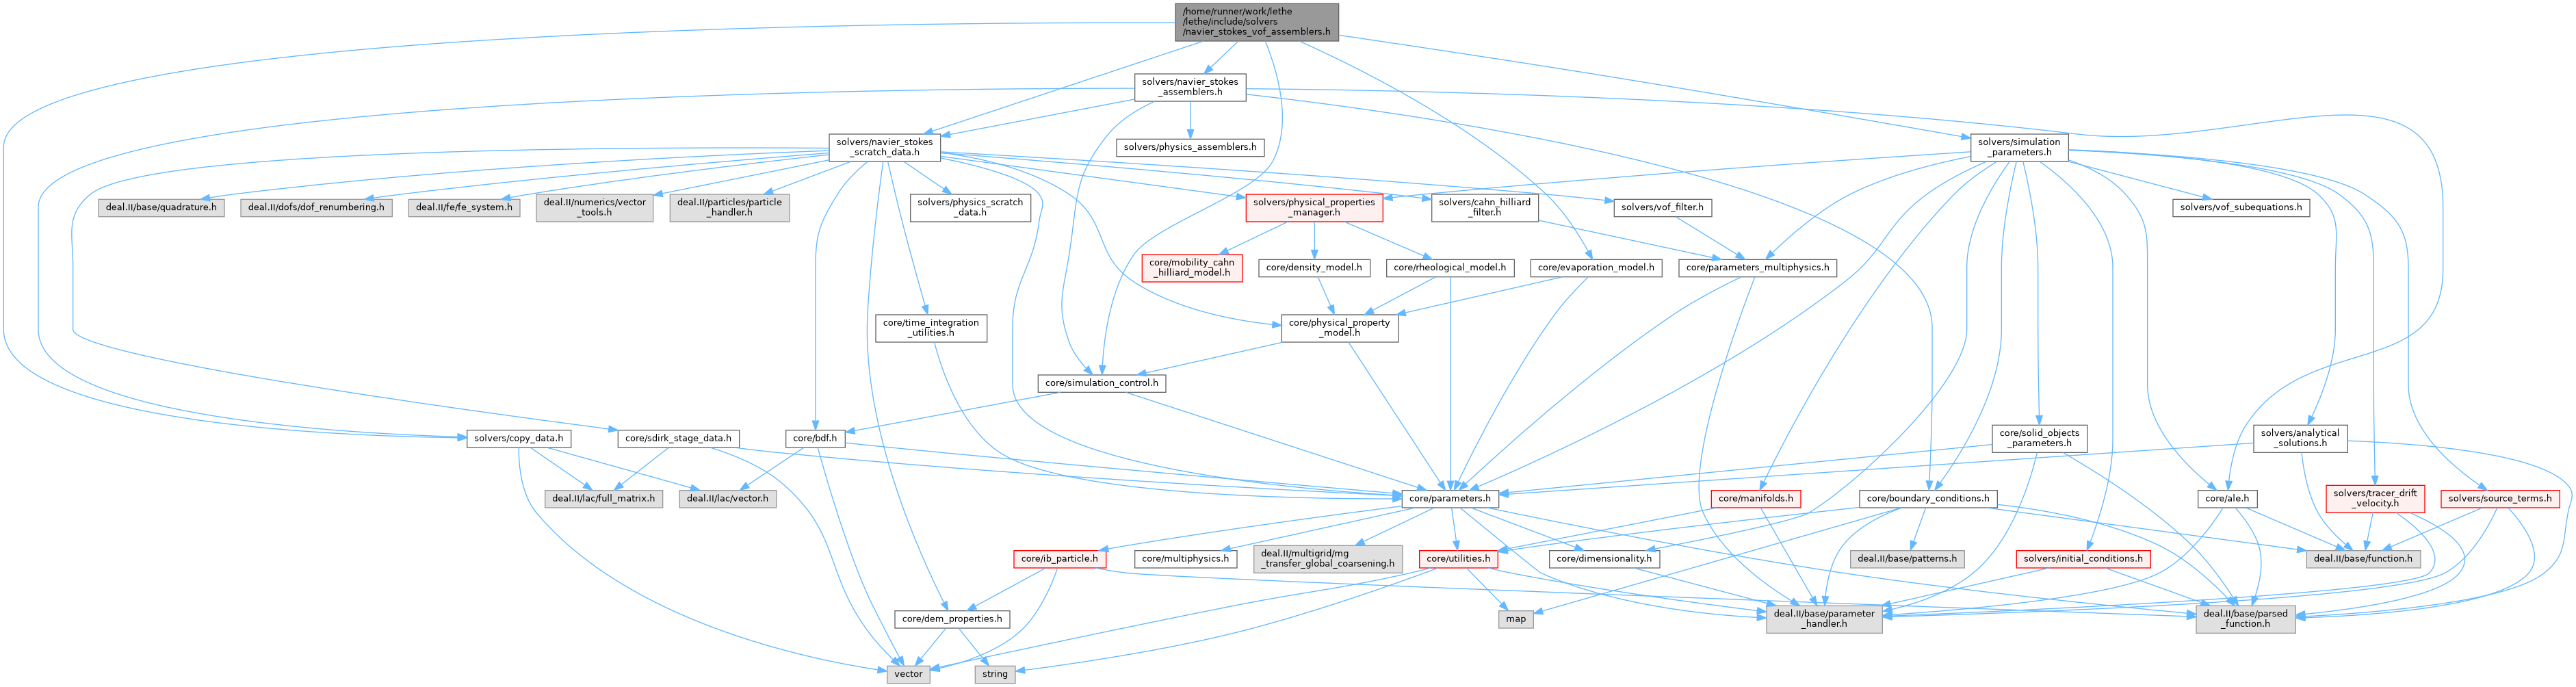 /home/runner/work/lethe
/lethe/include/solvers
/navier_stokes_vof_assemblers.h
solvers/navier_stokes
_assemblers.h
solvers/navier_stokes
_scratch_data.h
solvers/physics_assemblers.h
solvers/simulation
_parameters.h
deal.II/base/quadrature.h
deal.II/dofs/dof_renumbering.h
deal.II/fe/fe_system.h
deal.II/numerics/vector
_tools.h
deal.II/particles/particle
_handler.h
solvers/physics_scratch
_data.h
solvers/physical_properties
_manager.h
solvers/cahn_hilliard
_filter.h
solvers/vof_filter.h
solvers/vof_subequations.h
core/mobility_cahn
_hilliard_model.h
core/density_model.h
core/rheological_model.h
core/evaporation_model.h
core/parameters_multiphysics.h
core/time_integration
_utilities.h
core/physical_property
_model.h
core/simulation_control.h
solvers/copy_data.h
core/sdirk_stage_data.h
core/bdf.h
core/solid_objects
_parameters.h
solvers/analytical
_solutions.h
deal.II/lac/full_matrix.h
deal.II/lac/vector.h
core/parameters.h
core/manifolds.h
core/boundary_conditions.h
core/ale.h
solvers/tracer_drift
_velocity.h
solvers/source_terms.h
core/ib_particle.h
core/multiphysics.h
deal.II/multigrid/mg
_transfer_global_coarsening.h
core/utilities.h
core/dimensionality.h
deal.II/base/patterns.h
solvers/initial_conditions.h
deal.II/base/function.h
core/dem_properties.h
map
deal.II/base/parameter
_handler.h
deal.II/base/parsed
_function.h
vector
string